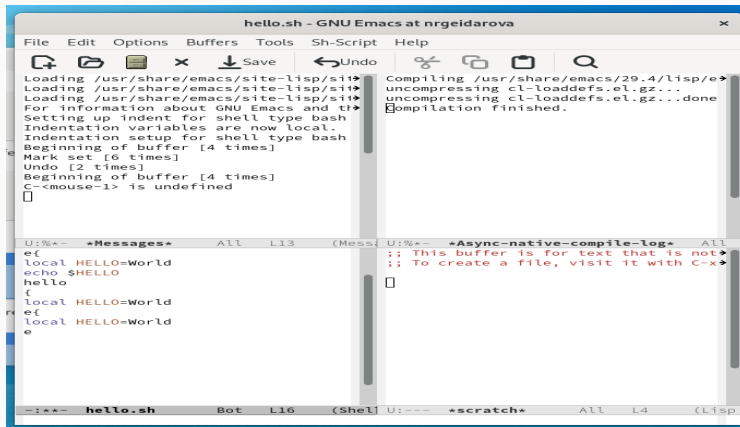 hello.sh - GNU Emacs at nrgeidarova
File Edit Options Buffers Tools Sh-Script Help
Save Undo
Loading /usr/share/emacs/site-lisp/sit
Loading /usr/share/emacs/site-lisp/sit
Loading /usr/share/emacs/site-lisp/sit
For information about GNU Emacs and th
Setting up indent for shell type bash
Indentation variables are now local.
Indentation setup for shell type bash
Beginning of buffer [4 times]
Mark set [6 times]
Undo [2 times]
Beginning of buffer [4 times]
C-<mouse-1> is undefined
U:%*- *Messages* All L13 (Messa
Compiling /usr/share/emacs/29.4/lisp/e
uncompressing cl-loaddefs.el.gz...
uncompressing cl-loaddefs.el.gz...done
Compilation finished.
U:%*- *Async-native-compile-log* All
e{
local HELLO=World
echo $HELLO
hello
{
local HELLO=World
e{
local HELLO=World
e
-:**- hello.sh Bot L16 (Shell
;; This buffer is for text that is not
;; To create a file, visit it with C-x
U:--- *scratch* All L4 (Lisp